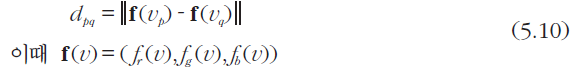 d_pq = ‖f(v_p) - f(v_q)‖
(5.10)
이때 f(v) = (f_r(v), f_g(v), f_b(v))